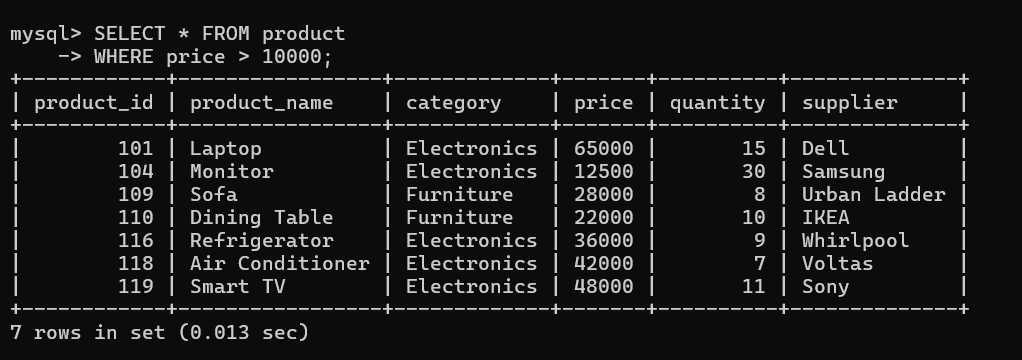 mysql> SELECT * FROM product
    -> WHERE price > 10000;
+------------+-----------------+-------------+-------+----------+--------------+
| product_id | product_name    | category    | price | quantity | supplier     |
+------------+-----------------+-------------+-------+----------+--------------+
|        101 | Laptop          | Electronics | 65000 |       15 | Dell         |
|        104 | Monitor         | Electronics | 12500 |       30 | Samsung      |
|        109 | Sofa            | Furniture   | 28000 |        8 | Urban Ladder |
|        110 | Dining Table    | Furniture   | 22000 |       10 | IKEA         |
|        116 | Refrigerator    | Electronics | 36000 |        9 | Whirlpool    |
|        118 | Air Conditioner | Electronics | 42000 |        7 | Voltas       |
|        119 | Smart TV        | Electronics | 48000 |       11 | Sony         |
+------------+-----------------+-------------+-------+----------+--------------+
7 rows in set (0.013 sec)